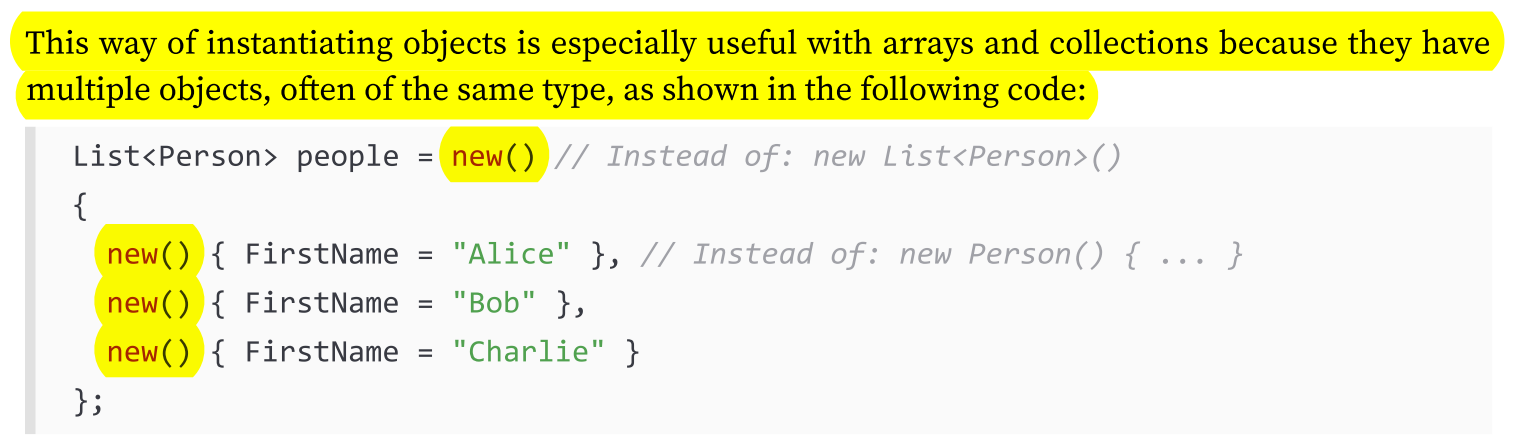 This way of instantiating objects is especially useful with arrays and collections because they have
multiple objects, often of the same type, as shown in the following code:
List<Person> people = new() // Instead of: new List<Person>()
{
  new() { FirstName = "Alice" }, // Instead of: new Person() { ... }
  new() { FirstName = "Bob" },
  new() { FirstName = "Charlie" }
};